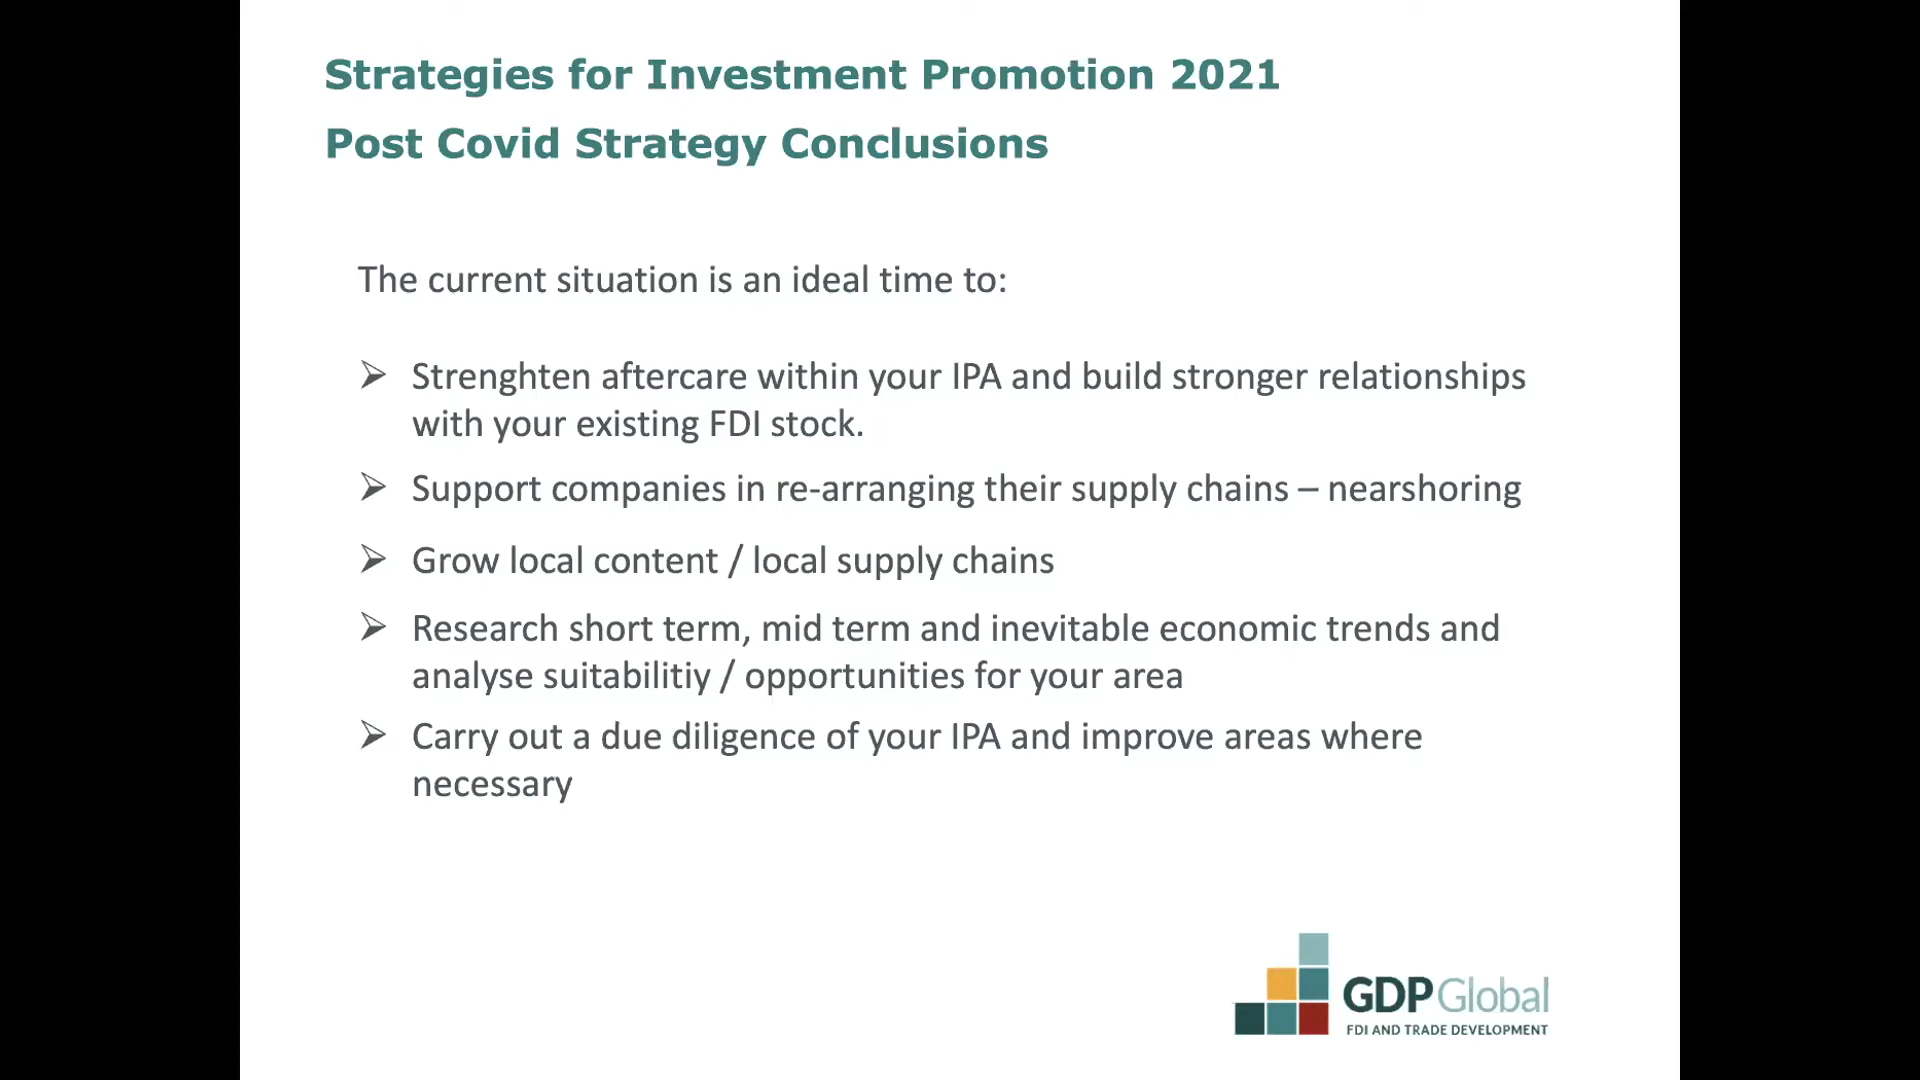 Strategies for Investment Promotion 2021
Post Covid Strategy Conclusions
The current situation is an ideal time to:
➢ Strenghten aftercare within your IPA and build stronger relationships
with your existing FDI stock.
➢ Support companies in re-arranging their supply chains – nearshoring
➢ Grow local content / local supply chains
➢ Research short term, mid term and inevitable economic trends and
analyse suitabilitiy / opportunities for your area
➢ Carry out a due diligence of your IPA and improve areas where
necessary
GDP Global
FDI AND TRADE DEVELOPMENT